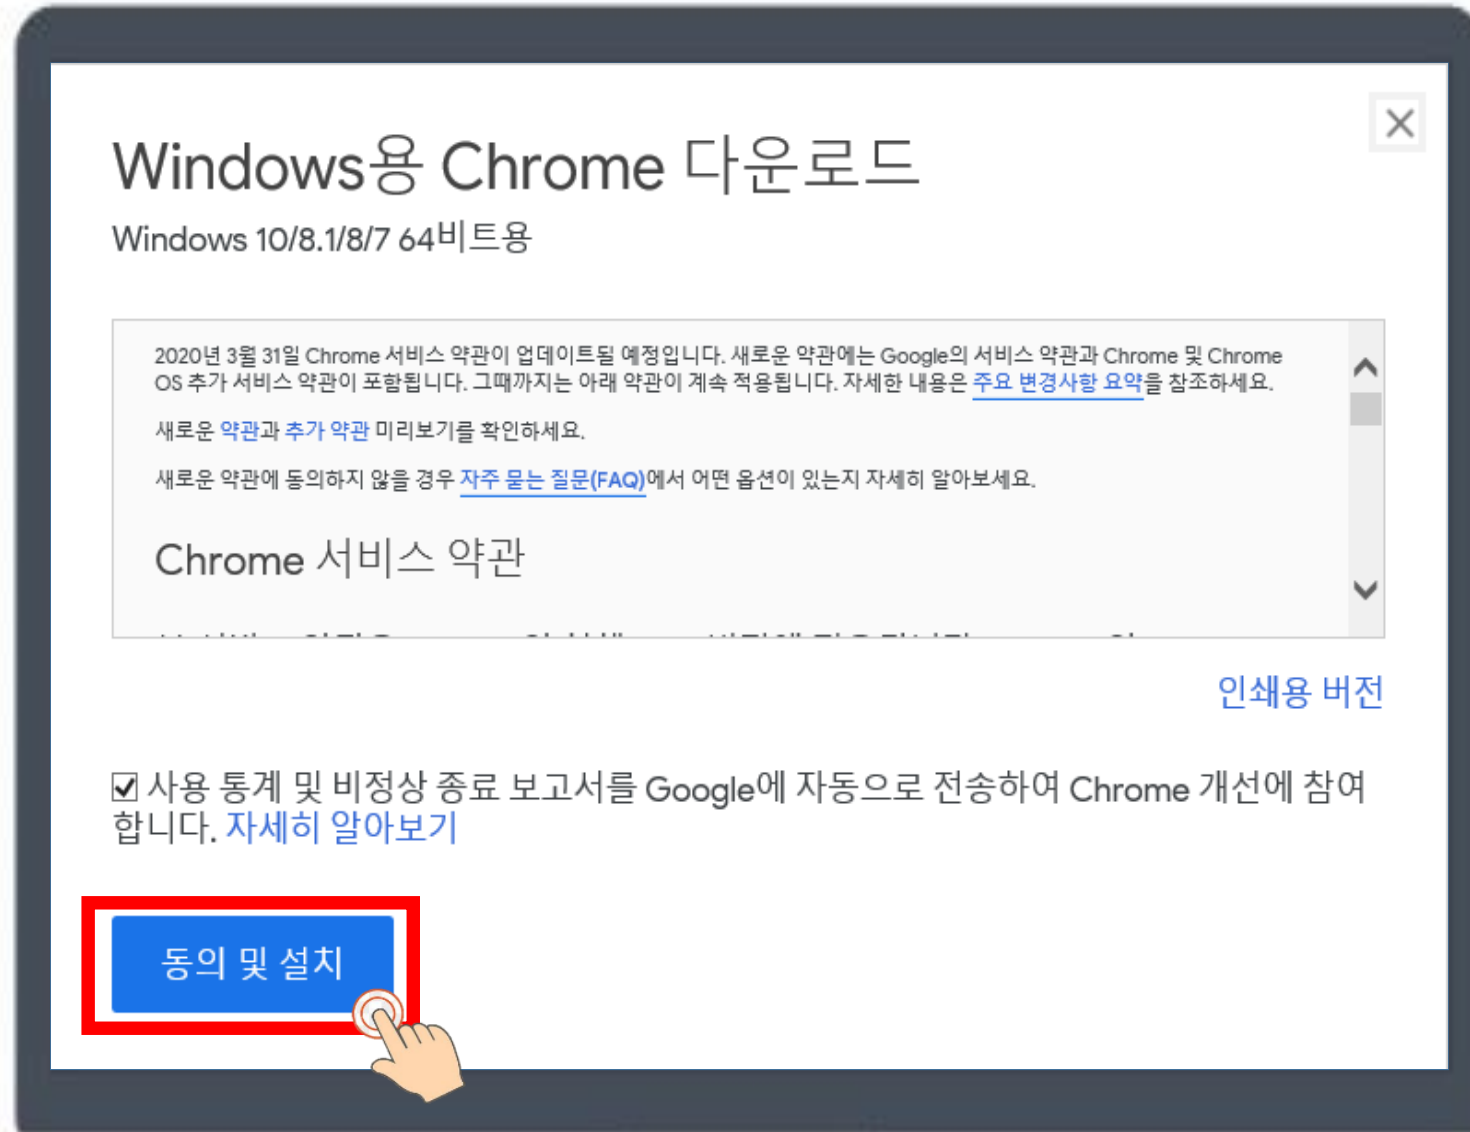 Windows용 Chrome 다운로드
Windows 10/8.1/8/7 64비트용
2020년 3월 31일 Chrome 서비스 약관이 업데이트될 예정입니다. 새로운 약관에는 Google의 서비스 약관과 Chrome 및 Chrome
OS 추가 서비스 약관이 포함됩니다. 그때까지는 아래 약관이 계속 적용됩니다. 자세한 내용은 주요 변경사항 요약을 참조하세요.
새로운 약관과 추가 약관 미리보기를 확인하세요.
새로운 약관에 동의하지 않을 경우 자주 묻는 질문(FAQ)에서 어떤 옵션이 있는지 자세히 알아보세요.
Chrome 서비스 약관
인쇄용 버전
사용 통계 및 비정상 종료 보고서를 Google에 자동으로 전송하여 Chrome 개선에 참여
합니다. 자세히 알아보기
동의 및 설치